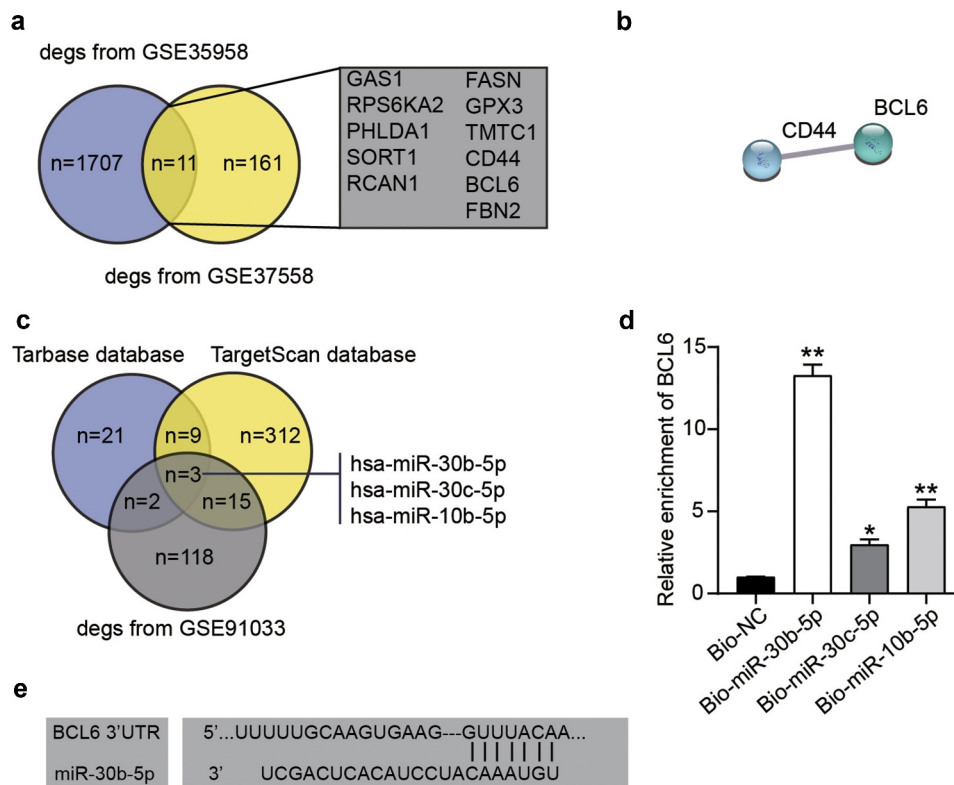 a
degs from GSE35958
n=1707
n=11
n=161
degs from GSE37558
GAS1
RPS6KA2
PHLDA1
SORT1
RCAN1
FASN
GPX3
TMTC1
CD44
BCL6
FBN2
b
CD44
BCL6
c
Tarbase database
TargetScan database
n=21
n=9
n=312
n=3
n=2
n=15
n=118
degs from GSE91033
hsa-miR-30b-5p
hsa-miR-30c-5p
hsa-miR-10b-5p
d
Relative enrichment of BCL6
15
10
5
0
**
*
**
Bio-NC
Bio-miR-30b-5p
Bio-miR-30c-5p
Bio-miR-10b-5p
e
BCL6 3'UTR
5'...UUUUUGCAAGUGAAG---GUUUACAA...
miR-30b-5p
3' UCGACUCACAUCCUACAAAUGU